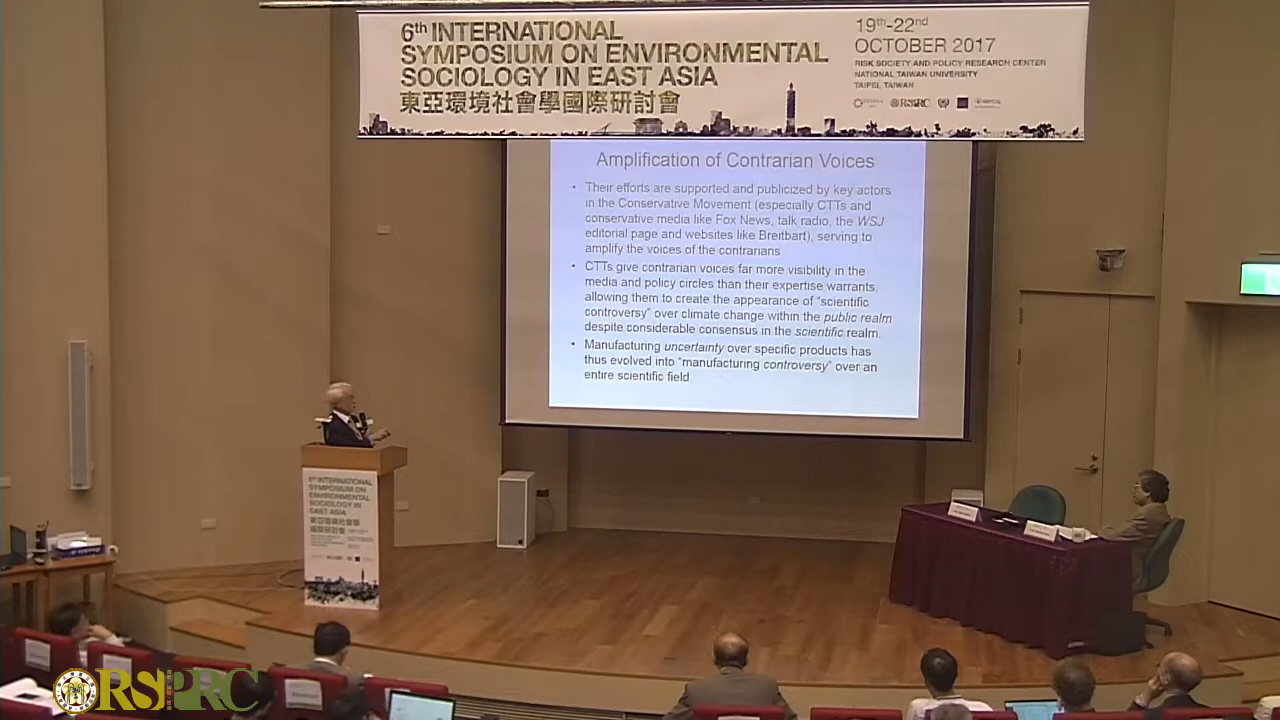 6th INTERNATIONAL
SYMPOSIUM ON ENVIRONMENTAL
SOCIOLOGY IN EAST ASIA
東亞環境社會學國際研討會
19th-22nd
OCTOBER 2017
RISK SOCIETY AND POLICY RESEARCH CENTER
NATIONAL TAIWAN UNIVERSITY
TAIPEI, TAIWAN
RSPRC
Amplification of Contrarian Voices
• Their efforts are supported and publicized by key actors
in the Conservative Movement (especially CTTs and
conservative media like Fox News, talk radio, the WSJ
editorial page and websites like Breitbart), serving to
amplify the voices of the contrarians
• CTTs give contrarian voices far more visibility in the
media and policy circles than their expertise warrants,
allowing them to create the appearance of "scientific
controversy" over climate change within the public realm
despite considerable consensus in the scientific realm.
• Manufacturing uncertainty over specific products has
thus evolved into "manufacturing controversy" over an
entire scientific field
6th INTERNATIONAL
SYMPOSIUM ON
ENVIRONMENTAL
SOCIOLOGY IN
EAST ASIA
東亞環境社會學
國際研討會
OCTOBER
2017
RSPRC